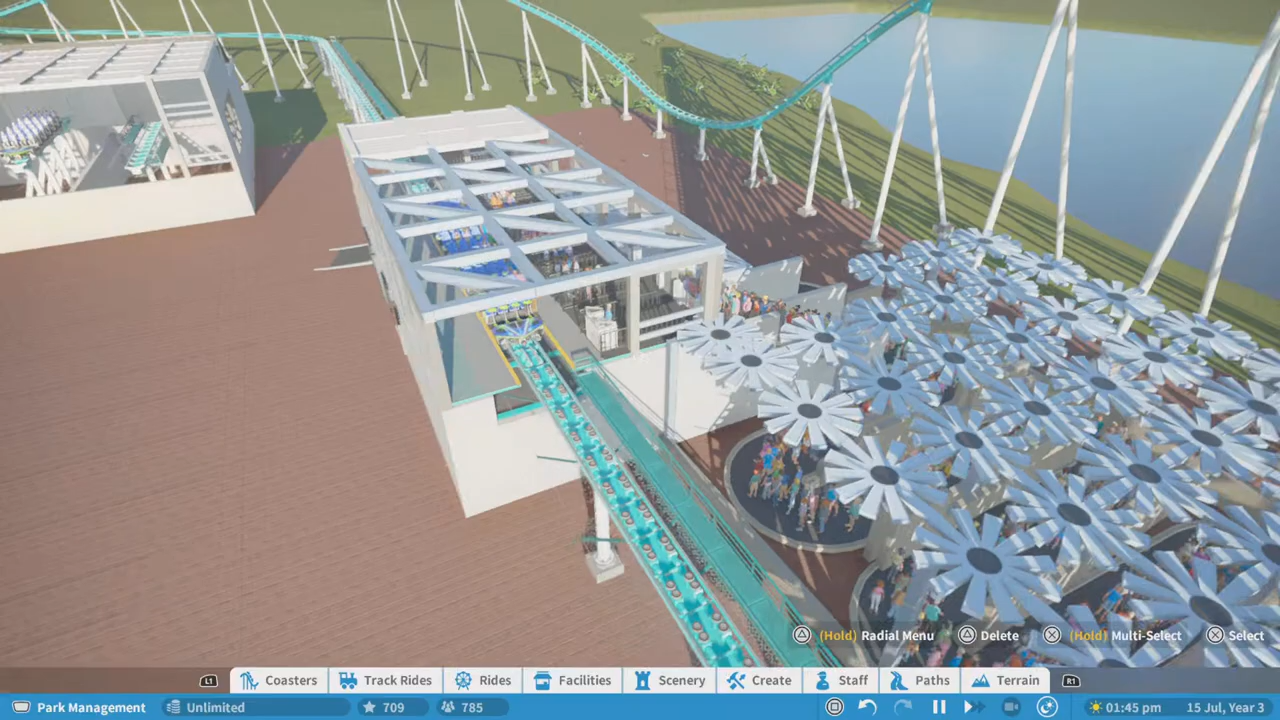 (Hold) Radial Menu Delete (Hold) Multi-Select Select
L1 Coasters Track Rides Rides Facilities Scenery Create Staff Paths Terrain R1
Park Management Unlimited 709 785 01:45 pm 15 Jul, Year 3